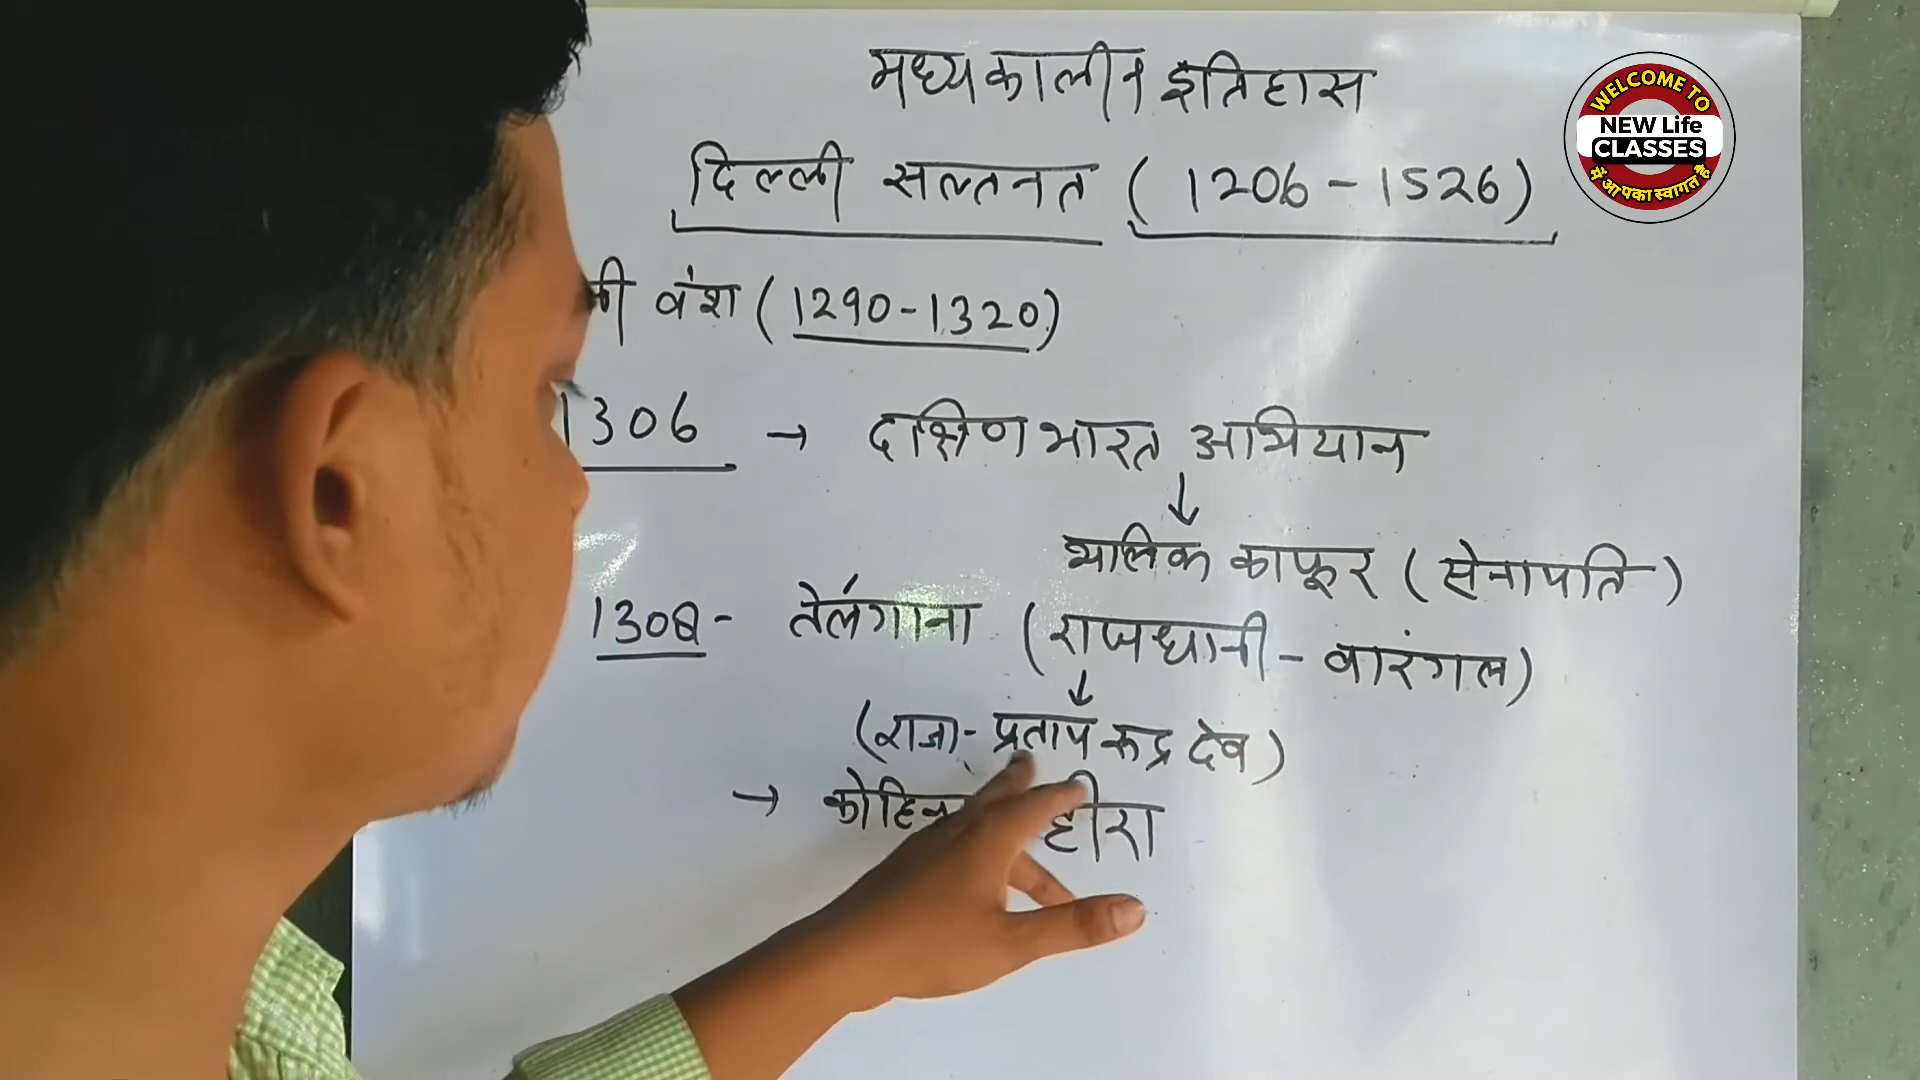 मध्यकालीन इतिहास
दिल्ली सल्तनत (1206-1526)
वंश (1290-1320)
1306 → दक्षिण भारत अभियान
↓
मालिक काफूर (सेनापति)
1308- तेलंगाना (राजधानी - वारंगल)
↓
(राजा- प्रताप रूद्र देव)
→ हीरा
WELCOME TO
NEW Life
CLASSES
में आपका स्वागत है